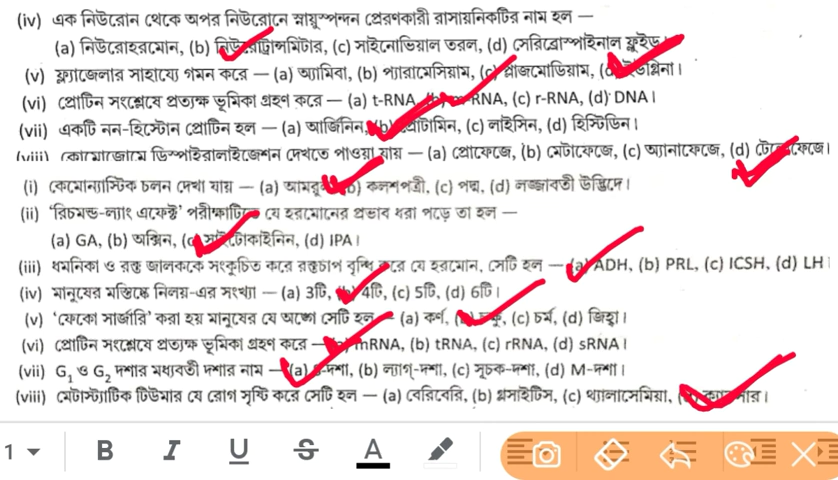 (iv) এক নিউরোন থেকে অপর নিউরোনে স্নায়ুস্পন্দন প্রেরণকারী রাসায়নিকটির নাম হল —
(a) নিউরোহরমোন, (b) নিউরোট্রান্সমিটার, (c) সাইনোভিয়াল তরল, (d) সেরিব্রোস্পাইনাল ফ্লুইড
(v) ফ্ল্যাজেলার সাহায্যে গমন করে — (a) অ্যামিবা, (b) প্যারামেসিয়াম, (c) প্লাজমোডিয়াম, (d) ইউগ্লিনা।
(vi) প্রোটিন সংশ্লেষে প্রত্যক্ষ ভূমিকা গ্রহণ করে — (a) t-RNA, (b) m-RNA, (c) r-RNA, (d) DNA।
(vii) একটি নন-হিস্টোন প্রোটিন হল — (a) আর্জিনিন, (b) প্রোটামিন, (c) লাইসিন, (d) হিস্টিডিন।
(viii) ক্রোমোজোমে ডিস্পাইরালাইজেশন দেখতে পাওয়া যায় — (a) প্রোফেজে, (b) মেটাফেজে, (c) অ্যানাফেজে, (d) টেলোফেজে।
(i) কেমোন্যাস্টিক চলন দেখা যায় — (a) আমরুল, (b) কলশপত্রী, (c) পদ্ম, (d) লজ্জাবতী উদ্ভিদে।
(ii) 'রিচমন্ড-ল্যাং এফেক্ট' পরীক্ষাটিতে যে হরমোনের প্রভাব ধরা পড়ে তা হল —
(a) GA, (b) অক্সিন, (c) সাইটোকাইনিন, (d) IPA।
(iii) ধমনিকা ও রক্ত জালককে সংকুচিত করে রক্তচাপ বৃদ্ধি করে যে হরমোন, সেটি হল — (a) ADH, (b) PRL, (c) ICSH, (d) LH।
(iv) মানুষের মস্তিষ্কে নিলয়-এর সংখ্যা — (a) 3টি, (b) 4টি, (c) 5টি, (d) 6টি।
(v) 'ফেকো সার্জারি' করা হয় মানুষের যে অঙ্গে সেটি হল — (a) কর্ণ, (b) চক্ষু, (c) চর্ম, (d) জিহ্বা।
(vi) প্রোটিন সংশ্লেষে প্রত্যক্ষ ভূমিকা গ্রহণ করে — (a) mRNA, (b) tRNA, (c) rRNA, (d) sRNA।
(vii) G₁ ও G₂ দশার মধ্যবর্তী দশার নাম — (a) S-দশা, (b) ল্যাগ্-দশা, (c) সূচক-দশা, (d) M-দশা।
(viii) মেটাস্ট্যাটিক টিউমার যে রোগ সৃষ্টি করে সেটি হল — (a) বেরিবেরি, (b) গ্লসাইটিস, (c) থ্যালাসেমিয়া, (d) ক্যানসার।
1 B I U S A